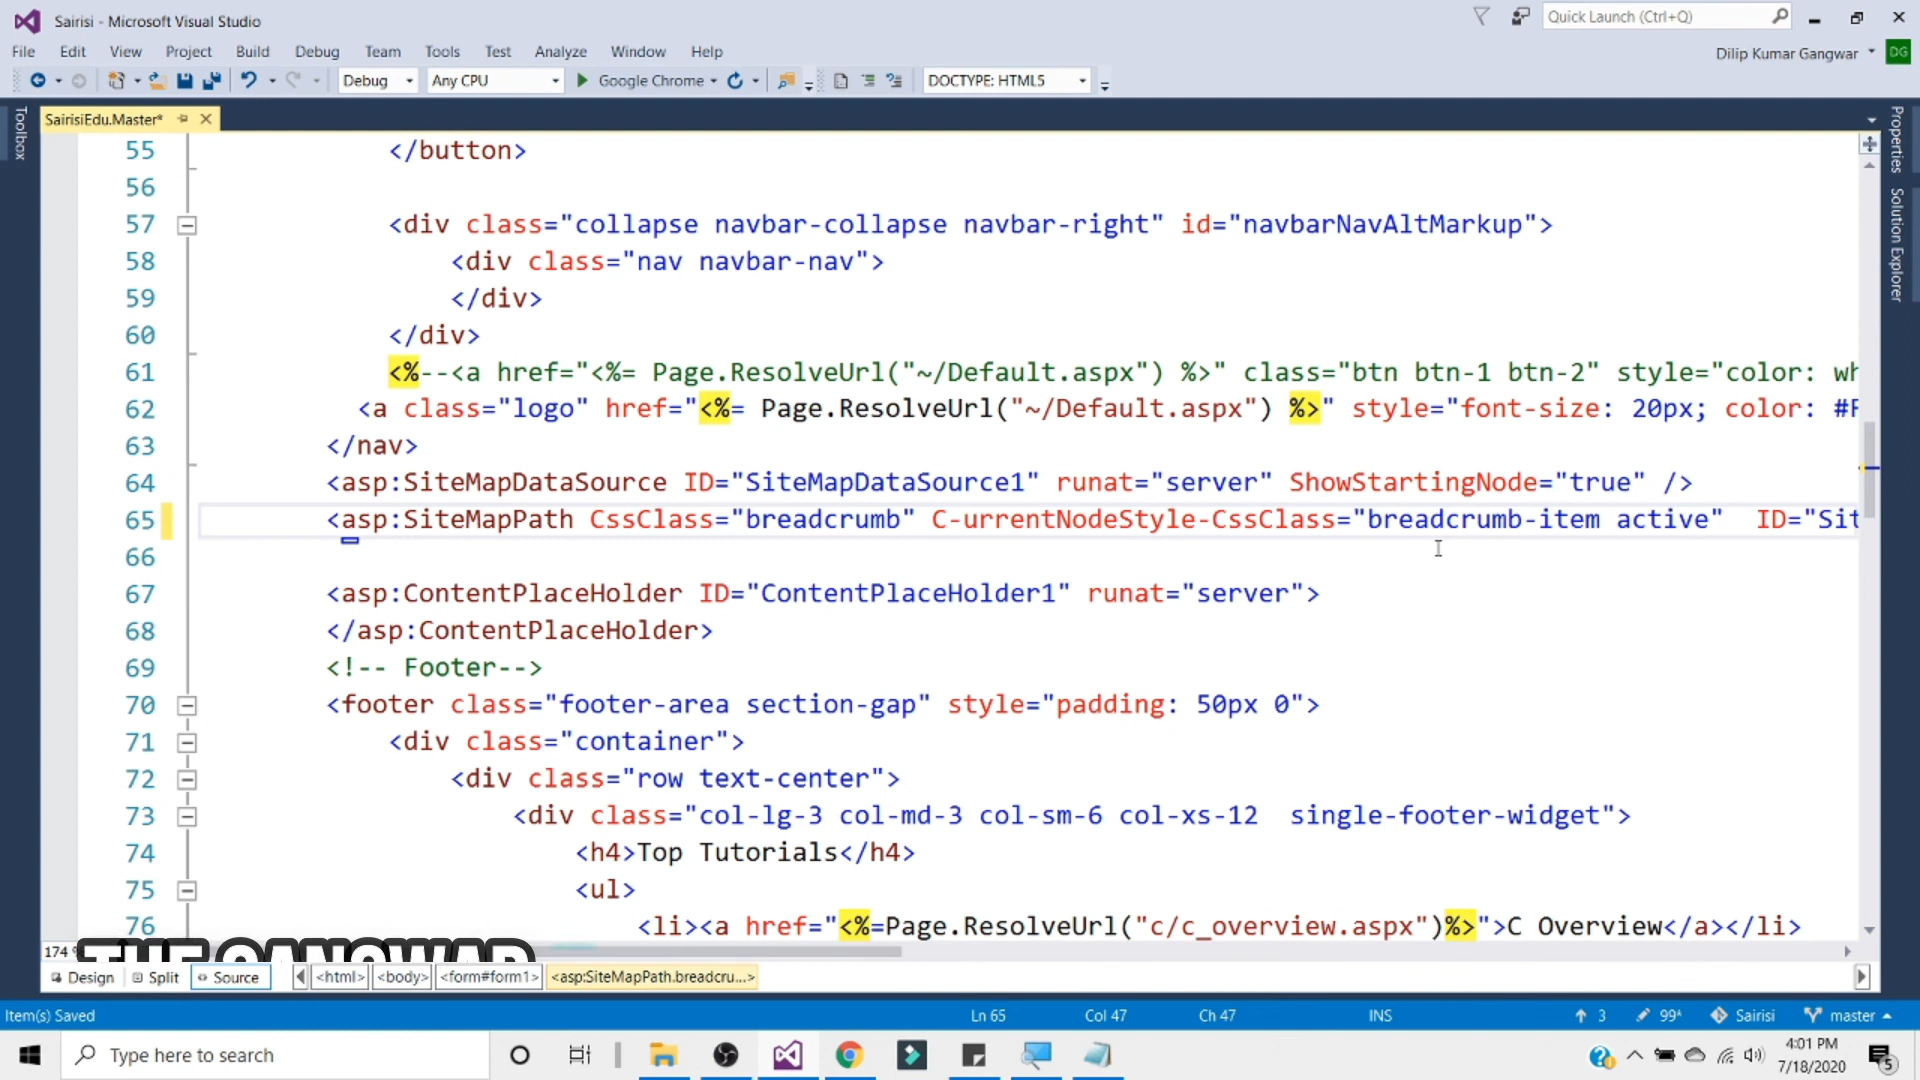 Sairisi - Microsoft Visual Studio
Quick Launch (Ctrl+Q)
File Edit View Project Build Debug Team Tools Test Analyze Window Help
Dilip Kumar Gangwar DG
Debug Any CPU Google Chrome DOCTYPE: HTML5
Toolbox
SairisiEdu.Master*
Properties
Solution Explorer
55 </button>
56
57 <div class="collapse navbar-collapse navbar-right" id="navbarNavAltMarkup">
58 <div class="nav navbar-nav">
59 </div>
60 </div>
61 <%--<a href="<%= Page.ResolveUrl("~/Default.aspx") %>" class="btn btn-1 btn-2" style="color: wh
62 <a class="logo" href="<%= Page.ResolveUrl("~/Default.aspx") %>" style="font-size: 20px; color: #F
63 </nav>
64 <asp:SiteMapDataSource ID="SiteMapDataSource1" runat="server" ShowStartingNode="true" />
65 <asp:SiteMapPath CssClass="breadcrumb" C-urrentNodeStyle-CssClass="breadcrumb-item active" ID="Sit
66
67 <asp:ContentPlaceHolder ID="ContentPlaceHolder1" runat="server">
68 </asp:ContentPlaceHolder>
69 <!-- Footer-->
70 <footer class="footer-area section-gap" style="padding: 50px 0">
71 <div class="container">
72 <div class="row text-center">
73 <div class="col-lg-3 col-md-3 col-sm-6 col-xs-12 single-footer-widget">
74 <h4>Top Tutorials</h4>
75 <ul>
76 <li><a href="<%=Page.ResolveUrl("c/c_overview.aspx")%>">C Overview</a></li>
174 %
THE GANGWAR
Design Split Source <html> <body> <form#form1> <asp:SiteMapPath.breadcru...>
Item(s) Saved Ln 65 Col 47 Ch 47 INS 3 99* Sairisi master
Type here to search
4:01 PM
7/18/2020
5